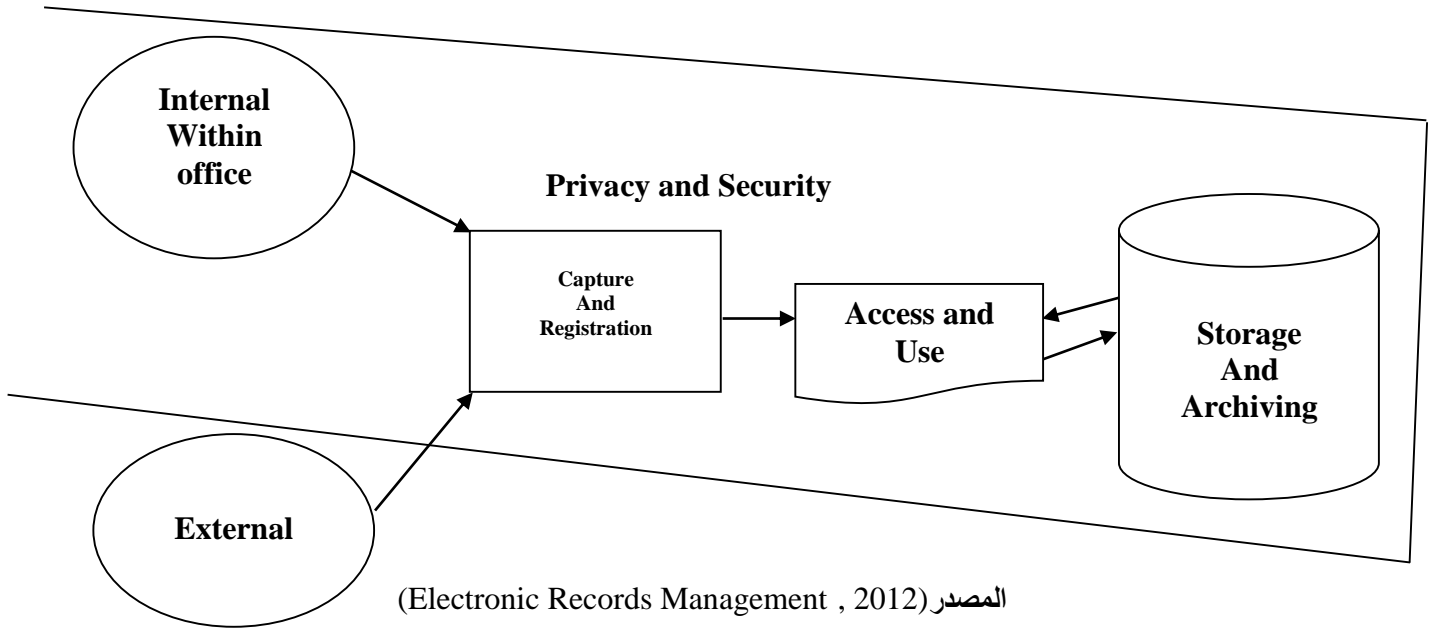 Internal
Within
office
Privacy and Security
Capture
And
Registration
Access and
Use
Storage
And
Archiving
External
المصدر(Electronic Records Management , 2012)